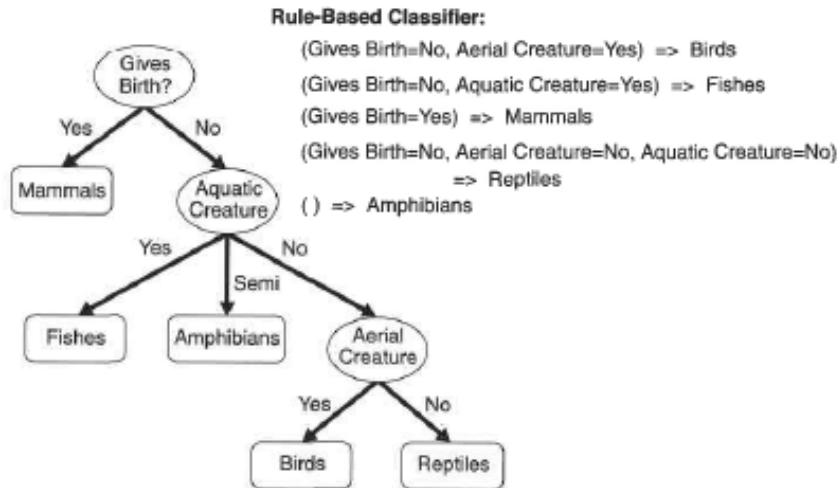 Rule-Based Classifier:
(Gives Birth=No, Aerial Creature=Yes) => Birds
(Gives Birth=No, Aquatic Creature=Yes) => Fishes
(Gives Birth=Yes) => Mammals
(Gives Birth=No, Aerial Creature=No, Aquatic Creature=No)
=> Reptiles
( ) => Amphibians
Gives
Birth?
Yes
No
Mammals
Aquatic
Creature
Yes
Semi
No
Fishes
Amphibians
Aerial
Creature
Yes
No
Birds
Reptiles